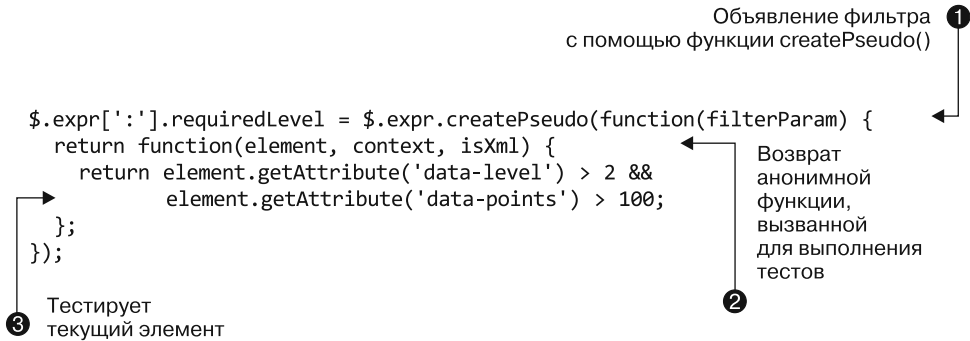 Объявление фильтра
с помощью функции createPseudo()
1
$.expr[':'].requiredLevel = $.expr.createPseudo(function(filterParam) {
return function(element, context, isXml) {
return element.getAttribute('data-level') > 2 &&
element.getAttribute('data-points') > 100;
};
});
Возврат
анонимной
функции,
вызванной
для выполнения
тестов
2
3
Тестирует
текущий элемент